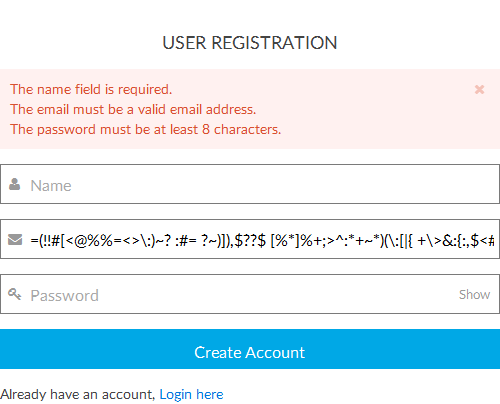 USER REGISTRATION
The name field is required.
The email must be a valid email address.
The password must be at least 8 characters.
Name
=(!!#[<@%%=<>\:)~? :#= ?~)]),$??$ [%*]%+;>^:*+~*)(\:[|{ +\>&:{:,$<#
Password
Show
Create Account
Already have an account, Login here